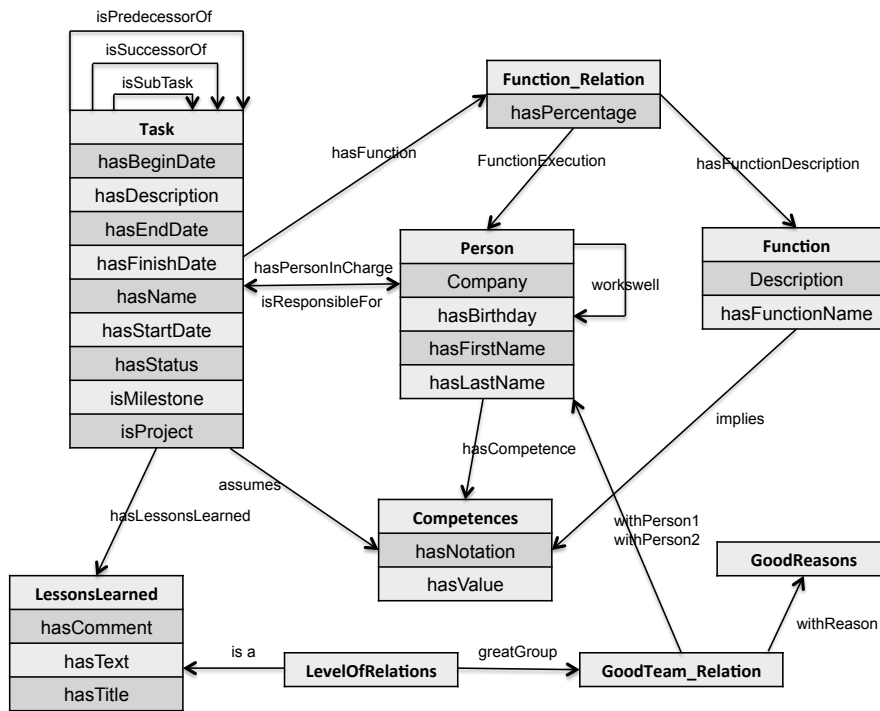 isPredecessorOf
isSuccessorOf
isSubTask
Task
hasBeginDate
hasDescription
hasEndDate
hasFinishDate
hasName
hasStartDate
hasStatus
isMilestone
isProject
hasFunction
Function_Relation
hasPercentage
FunctionExecution
hasFunctionDescription
hasPersonInCharge
isResponsibleFor
Person
Company
hasBirthday
hasFirstName
hasLastName
workswell
Function
Description
hasFunctionName
hasCompetence
implies
assumes
hasLessonsLearned
Competences
hasNotation
hasValue
withPerson1
withPerson2
GoodReasons
withReason
LessonsLearned
hasComment
hasText
hasTitle
is a
LevelOfRelations
greatGroup
GoodTeam_Relation